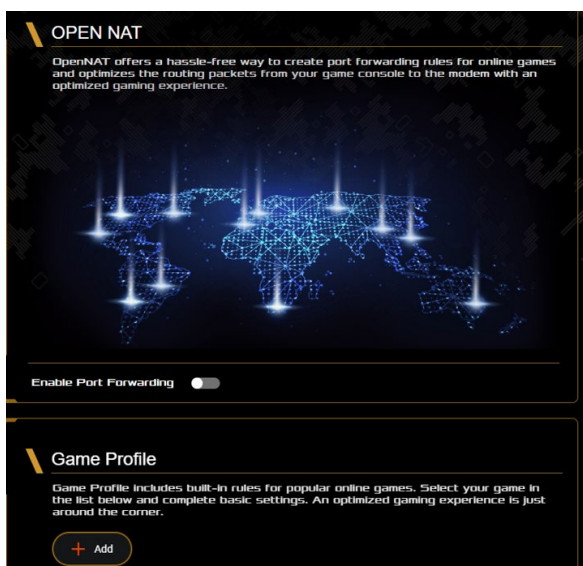 OPEN NAT
OpenNAT offers a hassle-free way to create port forwarding rules for online games
and optimizes the routing packets from your game console to the modem with an
optimized gaming experience.
Enable Port Forwarding
Game Profile
Game Profile includes built-in rules for popular online games. Select your game in
the list below and complete basic settings. An optimized gaming experience is just
around the corner.
Add